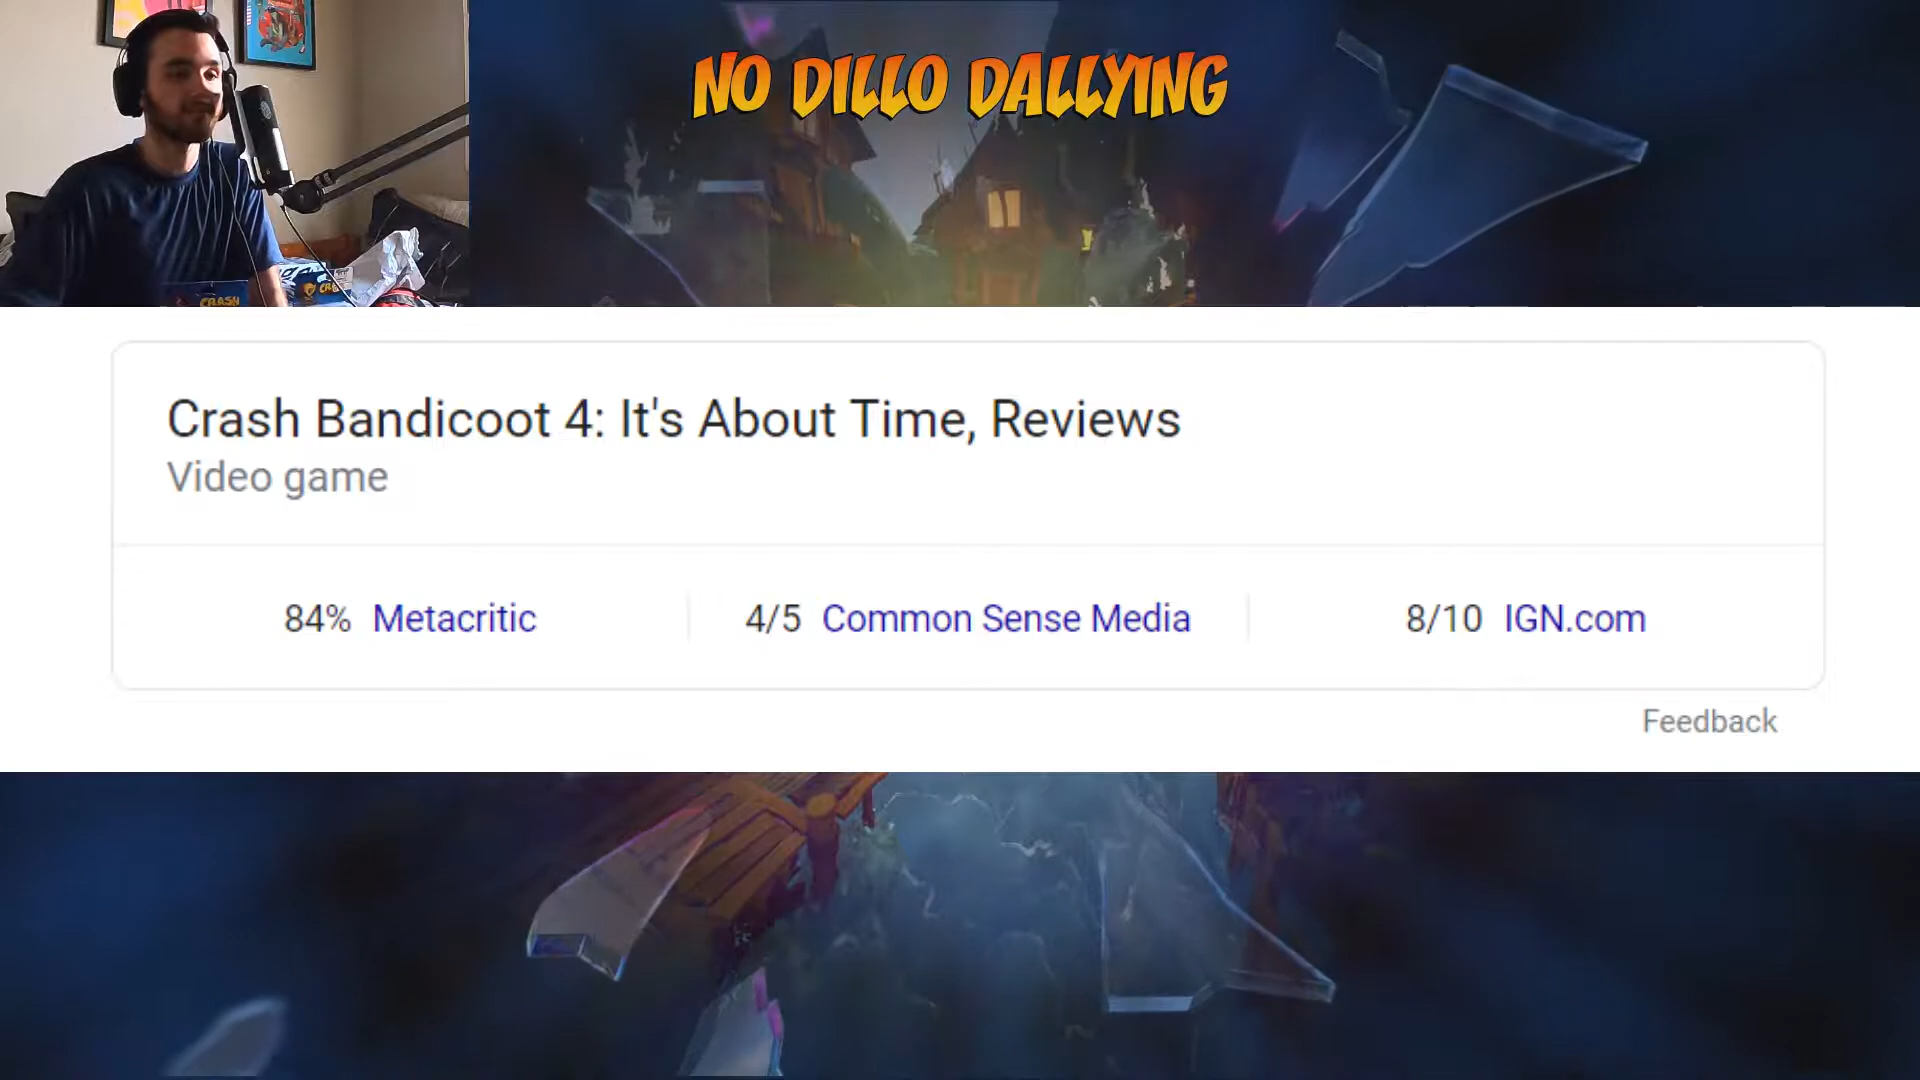 NO DILLO DALLYING
CRASH
Crash Bandicoot 4: It's About Time, Reviews
Video game
84% Metacritic
4/5 Common Sense Media
8/10 IGN.com
Feedback